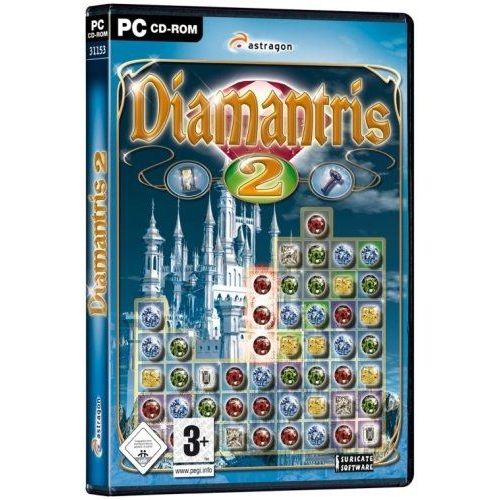 PC
CD-ROM
31153
Diamantris 2
astragon
PC CD-ROM
astragon
Diamantris
2
3+
www.pegi.info
SURICATE
SOFTWARE